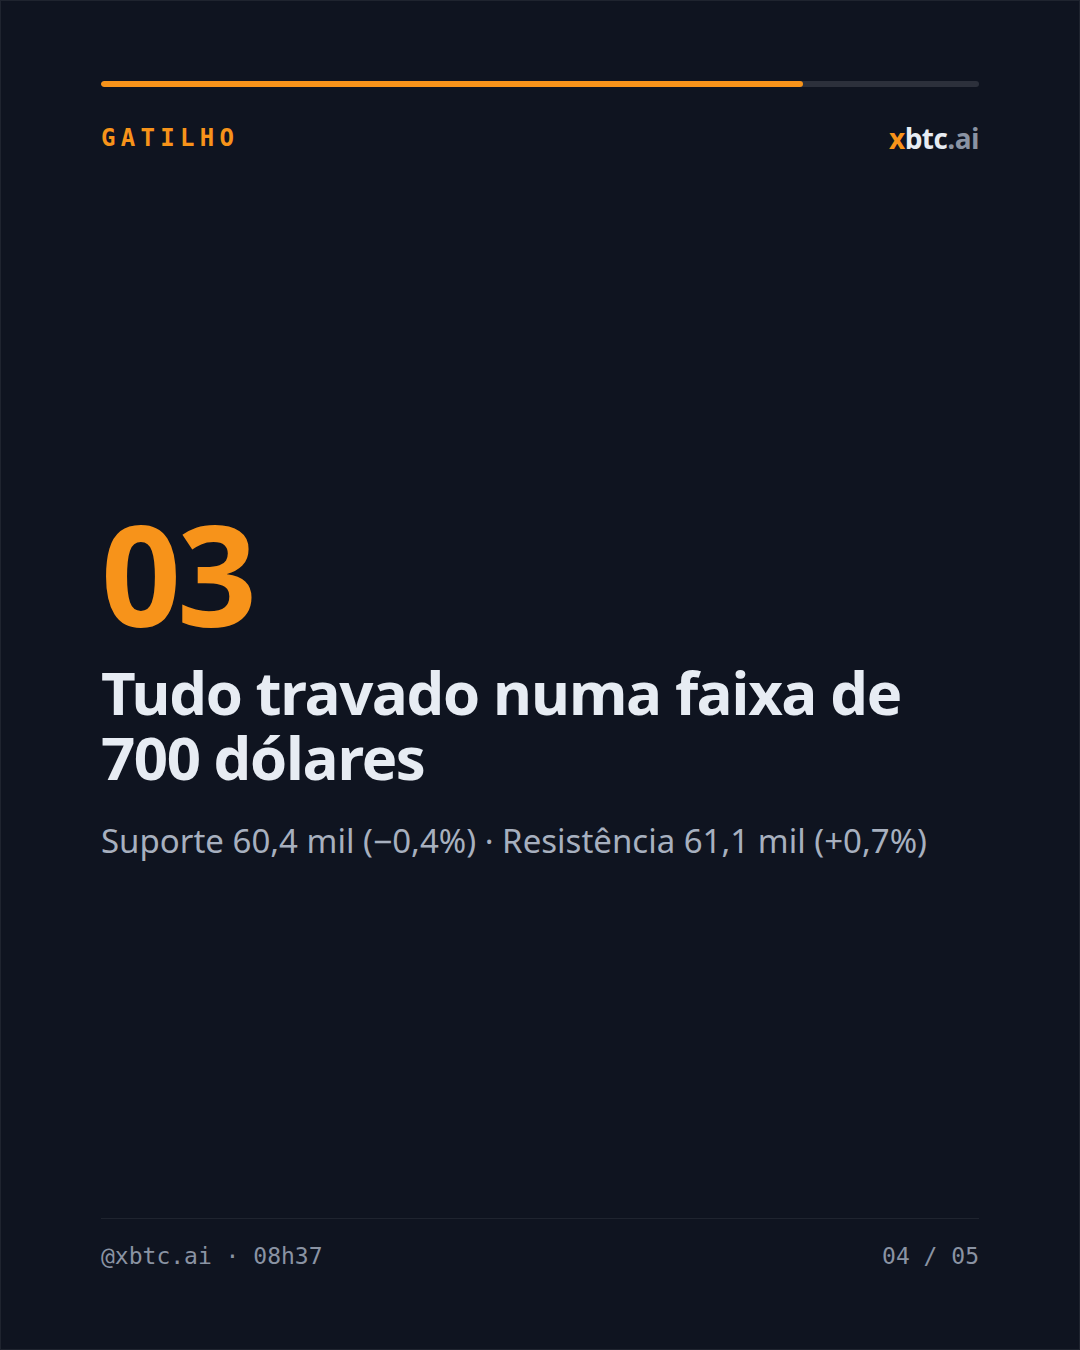 GATILHO
xbtc.ai
03
Tudo travado numa faixa de
700 dólares
Suporte 60,4 mil (−0,4%) · Resistência 61,1 mil (+0,7%)
@xbtc.ai · 08h37
04 / 05